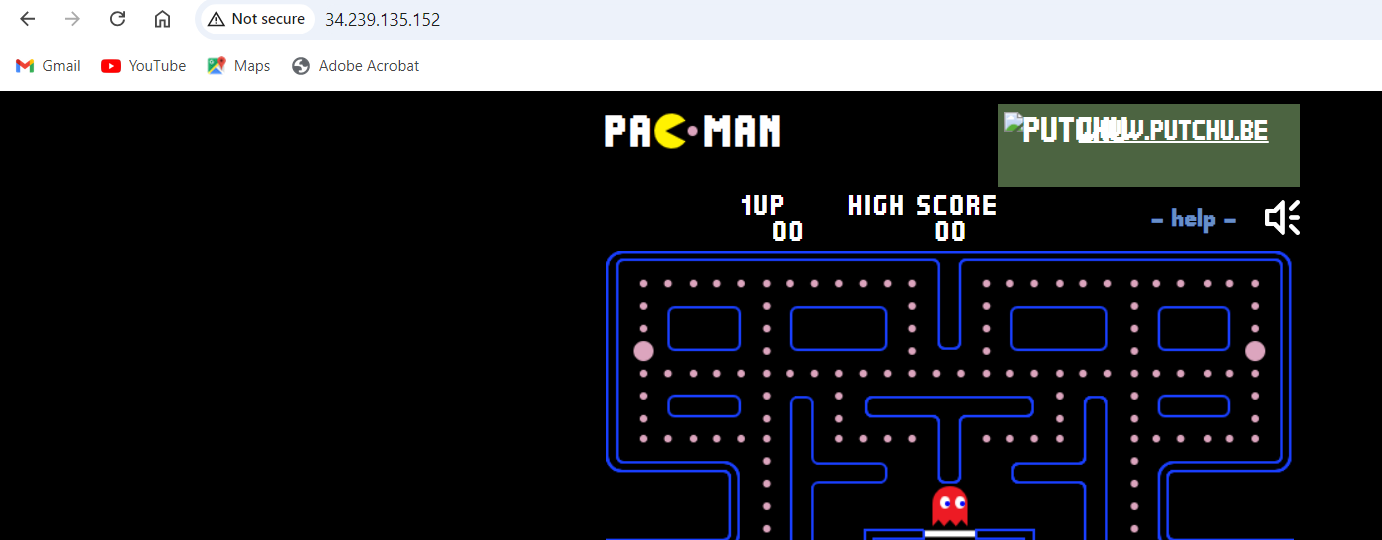 Not secure 34.239.135.152
Gmail YouTube Maps Adobe Acrobat
PAC-MAN
PUTCHU
WWW.PUTCHU.BE
1UP HIGH SCORE
00 00
- help -